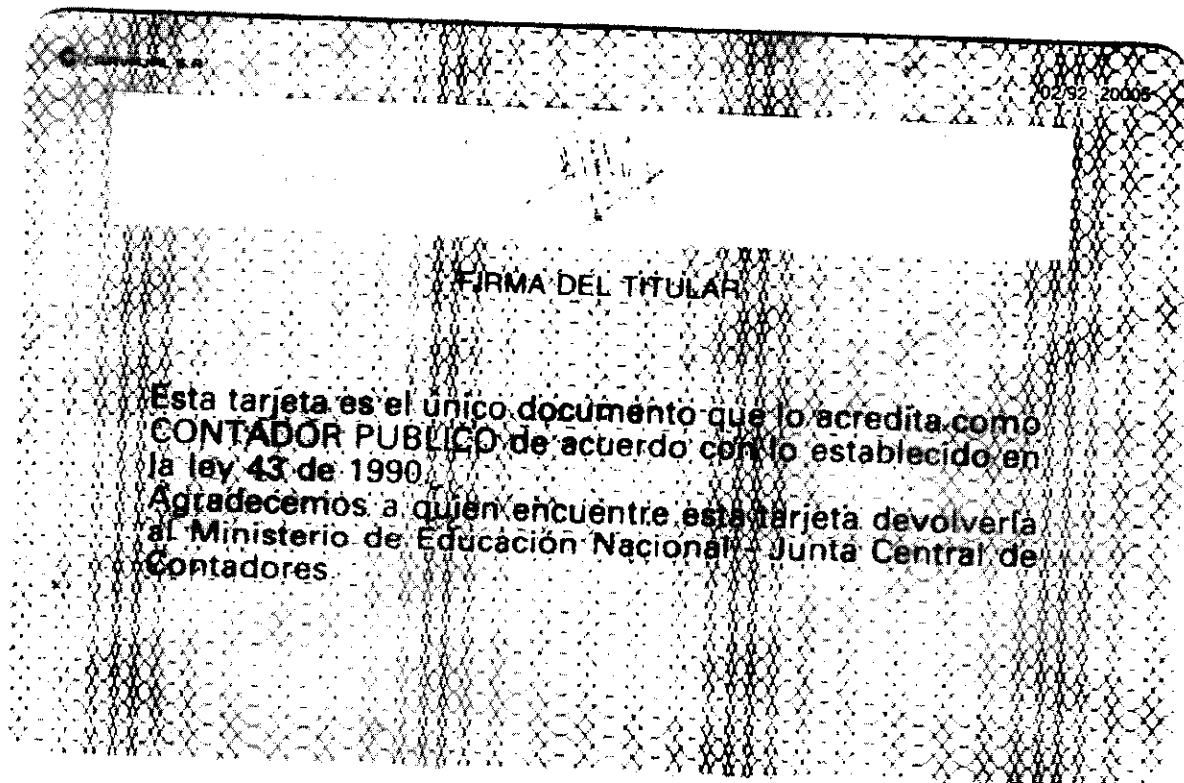 02/92 20005
FIRMA DEL TITULAR
Esta tarjeta es el único documento que lo acredita como
CONTADOR PUBLICO de acuerdo con lo establecido en
la ley 43 de 1990.
Agradecemos a quien encuentre esta tarjeta devolverla
al Ministerio de Educación Nacional - Junta Central de
Contadores